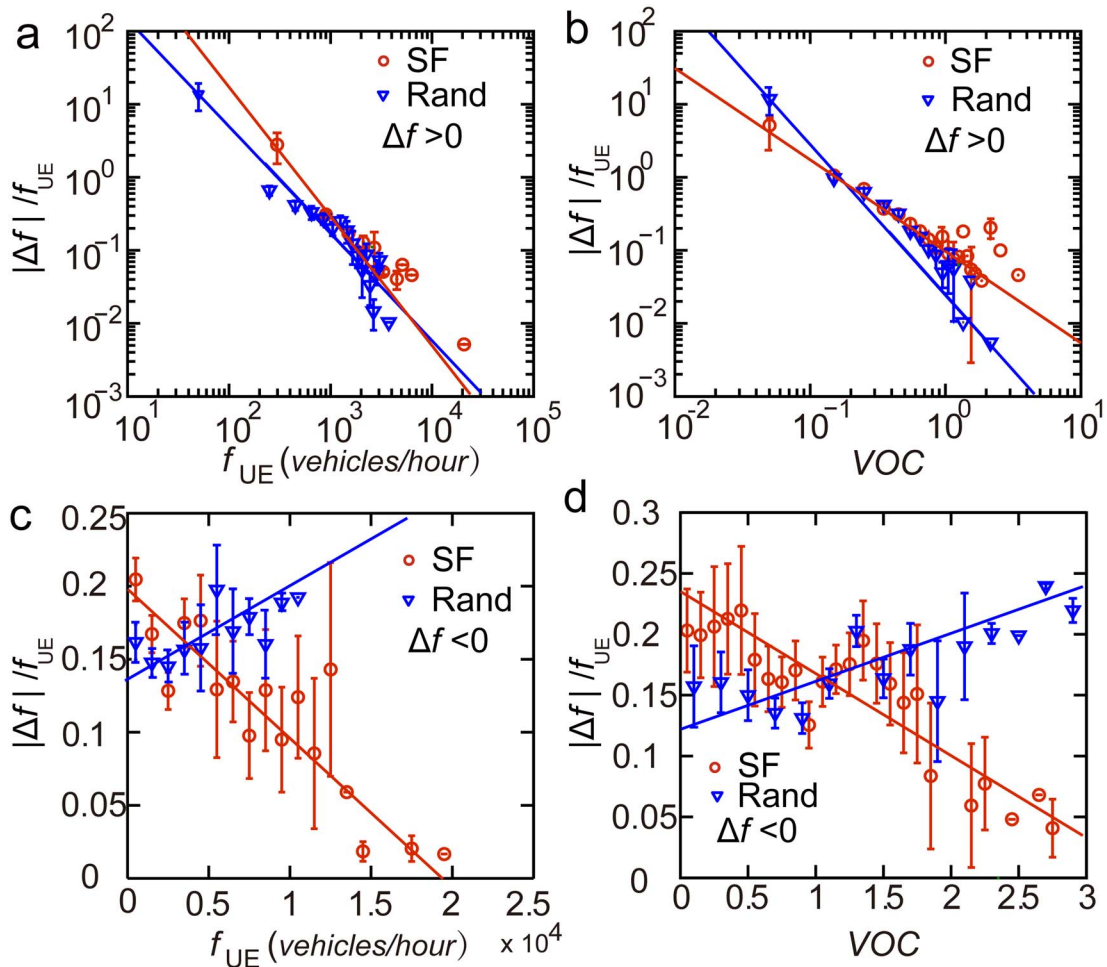 a
10^2
10^1
10^0
10^-1
10^-2
10^-3
|Δf| / f_UE
SF
Rand
Δf >0
10^1
10^2
10^3
10^4
10^5
f_UE (vehicles/hour)
b
10^2
10^1
10^0
10^-1
10^-2
10^-3
|Δf| / f_UE
SF
Rand
Δf >0
10^-2
10^-1
10^0
10^1
VOC
c
0.25
0.20
0.15
0.1
0.05
0
|Δf| / f_UE
SF
Rand
Δf <0
0 0.5 1 1.5 2 2.5
f_UE (vehicles/hour) x 10^4
d
0.3
0.25
0.20
0.15
0.1
0.05
0
|Δf| / f_UE
SF
Rand
Δf <0
0 0.5 1 1.5 2 2.5 3
VOC